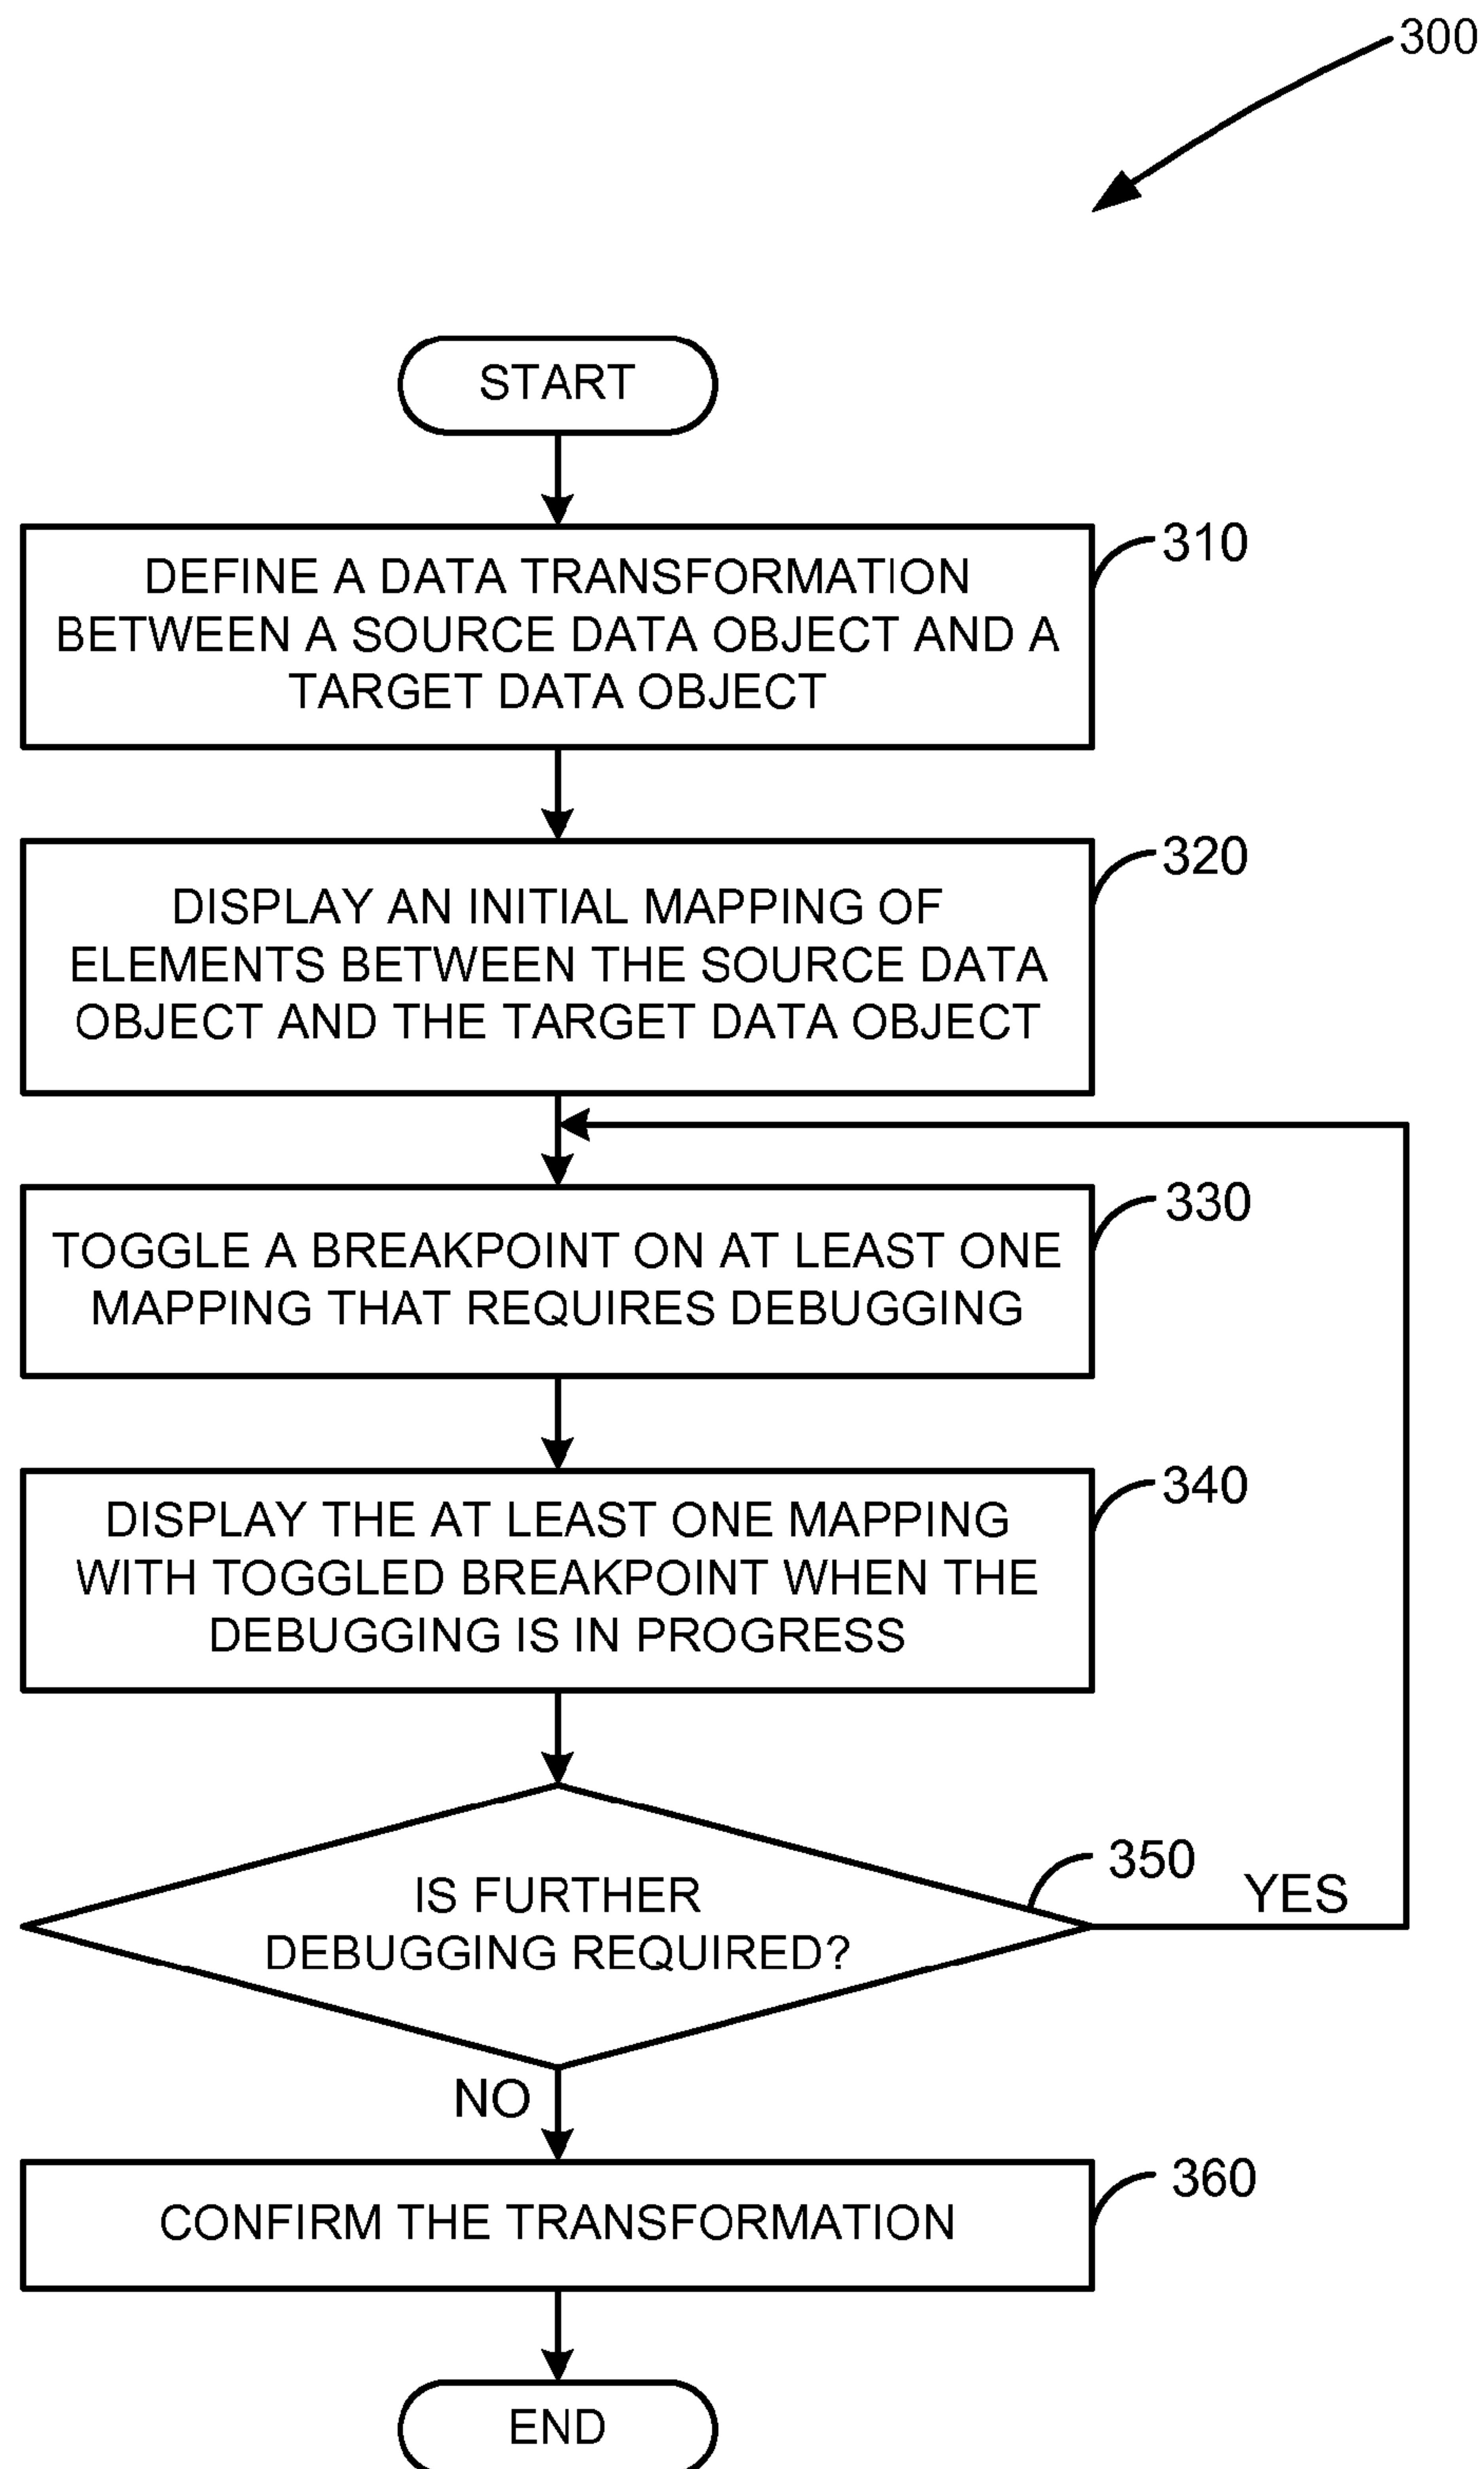 300
START
310
DEFINE A DATA TRANSFORMATION
BETWEEN A SOURCE DATA OBJECT AND A
TARGET DATA OBJECT
320
DISPLAY AN INITIAL MAPPING OF
ELEMENTS BETWEEN THE SOURCE DATA
OBJECT AND THE TARGET DATA OBJECT
330
TOGGLE A BREAKPOINT ON AT LEAST ONE
MAPPING THAT REQUIRES DEBUGGING
340
DISPLAY THE AT LEAST ONE MAPPING
WITH TOGGLED BREAKPOINT WHEN THE
DEBUGGING IS IN PROGRESS
350
YES
IS FURTHER
DEBUGGING REQUIRED?
NO
360
CONFIRM THE TRANSFORMATION
END